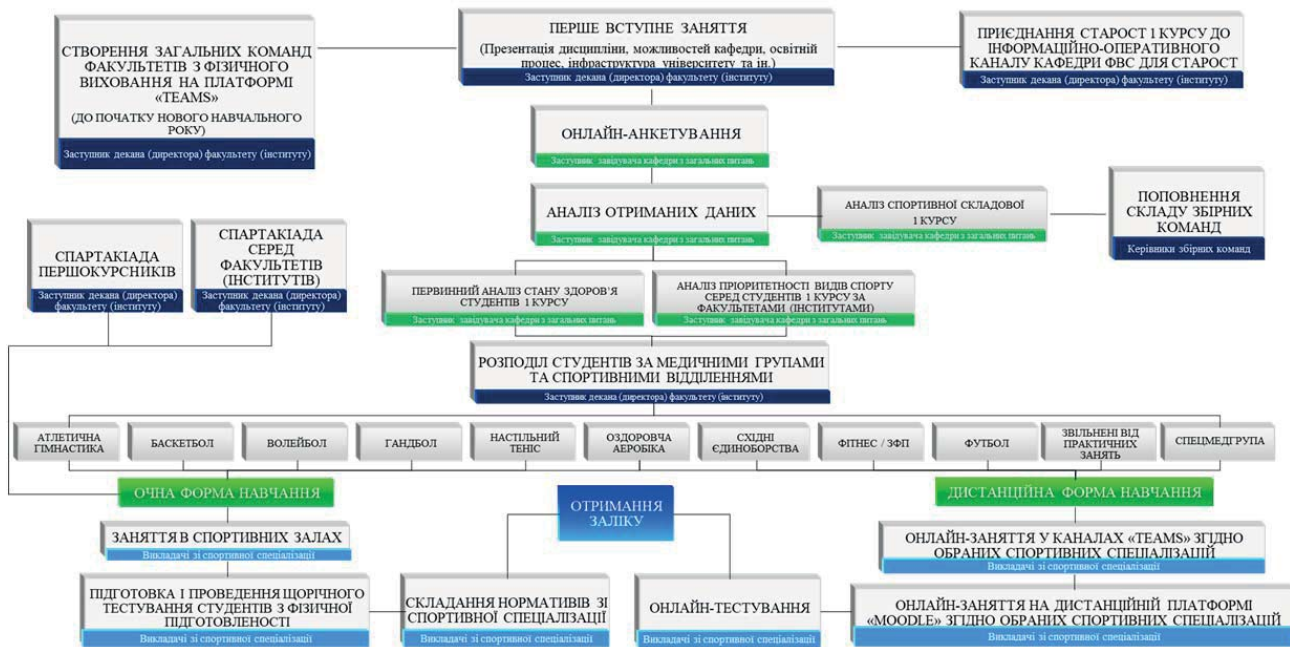 СТВОРЕННЯ ЗАГАЛЬНИХ КОМАНД
ФАКУЛЬТЕТІВ З ФІЗИЧНОГО
ВИХОВАННЯ НА ПЛАТФОРМІ
«TEAMS»
(ДО ПОЧАТКУ НОВОГО НАВЧАЛЬНОГО
РОКУ)
Заступник декана (директора) факультету (інституту)
ПЕРШЕ ВСТУПНЕ ЗАНЯТТЯ
(Презентація дисципліни, можливостей кафедри, освітній
процес, інфраструктура університету та ін.)
Заступник декана (директора) факультету (інституту)
ПРИЄДНАННЯ СТАРОСТ 1 КУРСУ ДО
ІНФОРМАЦІЙНО-ОПЕРАТИВНОГО
КАНАЛУ КАФЕДРИ ФВС ДЛЯ СТАРОСТ
Заступник декана (директора) факультету (інституту)
ОНЛАЙН-АНКЕТУВАННЯ
Заступник завідувача кафедри з загальних питань
АНАЛІЗ ОТРИМАНИХ ДАНИХ
Заступник завідувача кафедри з загальних питань
АНАЛІЗ СПОРТИВНОЇ СКЛАДОВОЇ
1 КУРСУ
Заступник завідувача кафедри з загальних питань
ПОПОВНЕННЯ
СКЛАДУ ЗБІРНИХ
КОМАНД
Керівники збірних команд
СПАРТАКІАДА
ПЕРШОКУРСНИКІВ
Заступник декана (директора)
факультету (інституту)
СПАРТАКІАДА
СЕРЕД
ФАКУЛЬТЕТІВ
(ІНСТИТУТІВ)
Заступник декана (директора)
факультету (інституту)
ПЕРВИННИЙ АНАЛІЗ СТАНУ ЗДОРОВ'Я
СТУДЕНТІВ 1 КУРСУ
Заступник завідувача кафедри з загальних питань
АНАЛІЗ ПРІОРИТЕТНОСТІ ВИДІВ СПОРТУ
СЕРЕД СТУДЕНТІВ 1 КУРСУ ЗА
ФАКУЛЬТЕТАМИ (ІНСТИТУТАМИ)
Заступник завідувача кафедри з загальних питань
РОЗПОДІЛ СТУДЕНТІВ ЗА МЕДИЧНИМИ ГРУПАМИ
ТА СПОРТИВНИМИ ВІДДІЛЕННЯМИ
Заступник декана (директора) факультету (інституту)
АТЛЕТИЧНА
ГІМНАСТИКА
БАСКЕТБОЛ
ВОЛЕЙБОЛ
ГАНДБОЛ
НАСТІЛЬНИЙ
ТЕНІС
ОЗДОРОВЧА
АЕРОБІКА
СХІДНІ
ЄДИНОБОРСТВА
ФІТНЕС / ЗФП
ФУТБОЛ
ЗВІЛЬНЕНІ ВІД
ПРАКТИЧНИХ
ЗАНЯТЬ
СПЕЦМЕДГРУПА
ОЧНА ФОРМА НАВЧАННЯ
ОТРИМАННЯ
ЗАЛІКУ
ДИСТАНЦІЙНА ФОРМА НАВЧАННЯ
ЗАНЯТТЯ В СПОРТИВНИХ ЗАЛАХ
Викладачі зі спортивної спеціалізації
ОНЛАЙН-ЗАНЯТТЯ У КАНАЛАХ «TEAMS» ЗГІДНО
ОБРАНИХ СПОРТИВНИХ СПЕЦІАЛІЗАЦІЙ
Викладачі зі спортивної спеціалізації
ПІДГОТОВКА І ПРОВЕДЕННЯ ЩОРІЧНОГО
ТЕСТУВАННЯ СТУДЕНТІВ З ФІЗИЧНОЇ
ПІДГОТОВЛЕНОСТІ
Викладачі зі спортивної спеціалізації
СКЛАДАННЯ НОРМАТИВІВ ЗІ
СПОРТИВНОЇ СПЕЦІАЛІЗАЦІЇ
Викладачі зі спортивної спеціалізації
ОНЛАЙН-ТЕСТУВАННЯ
Викладачі зі спортивної спеціалізації
ОНЛАЙН-ЗАНЯТТЯ НА ДИСТАНЦІЙНІЙ ПЛАТФОРМІ
«MOODLE» ЗГІДНО ОБРАНИХ СПОРТИВНИХ СПЕЦІАЛІЗАЦІЙ
Викладачі зі спортивної спеціалізації